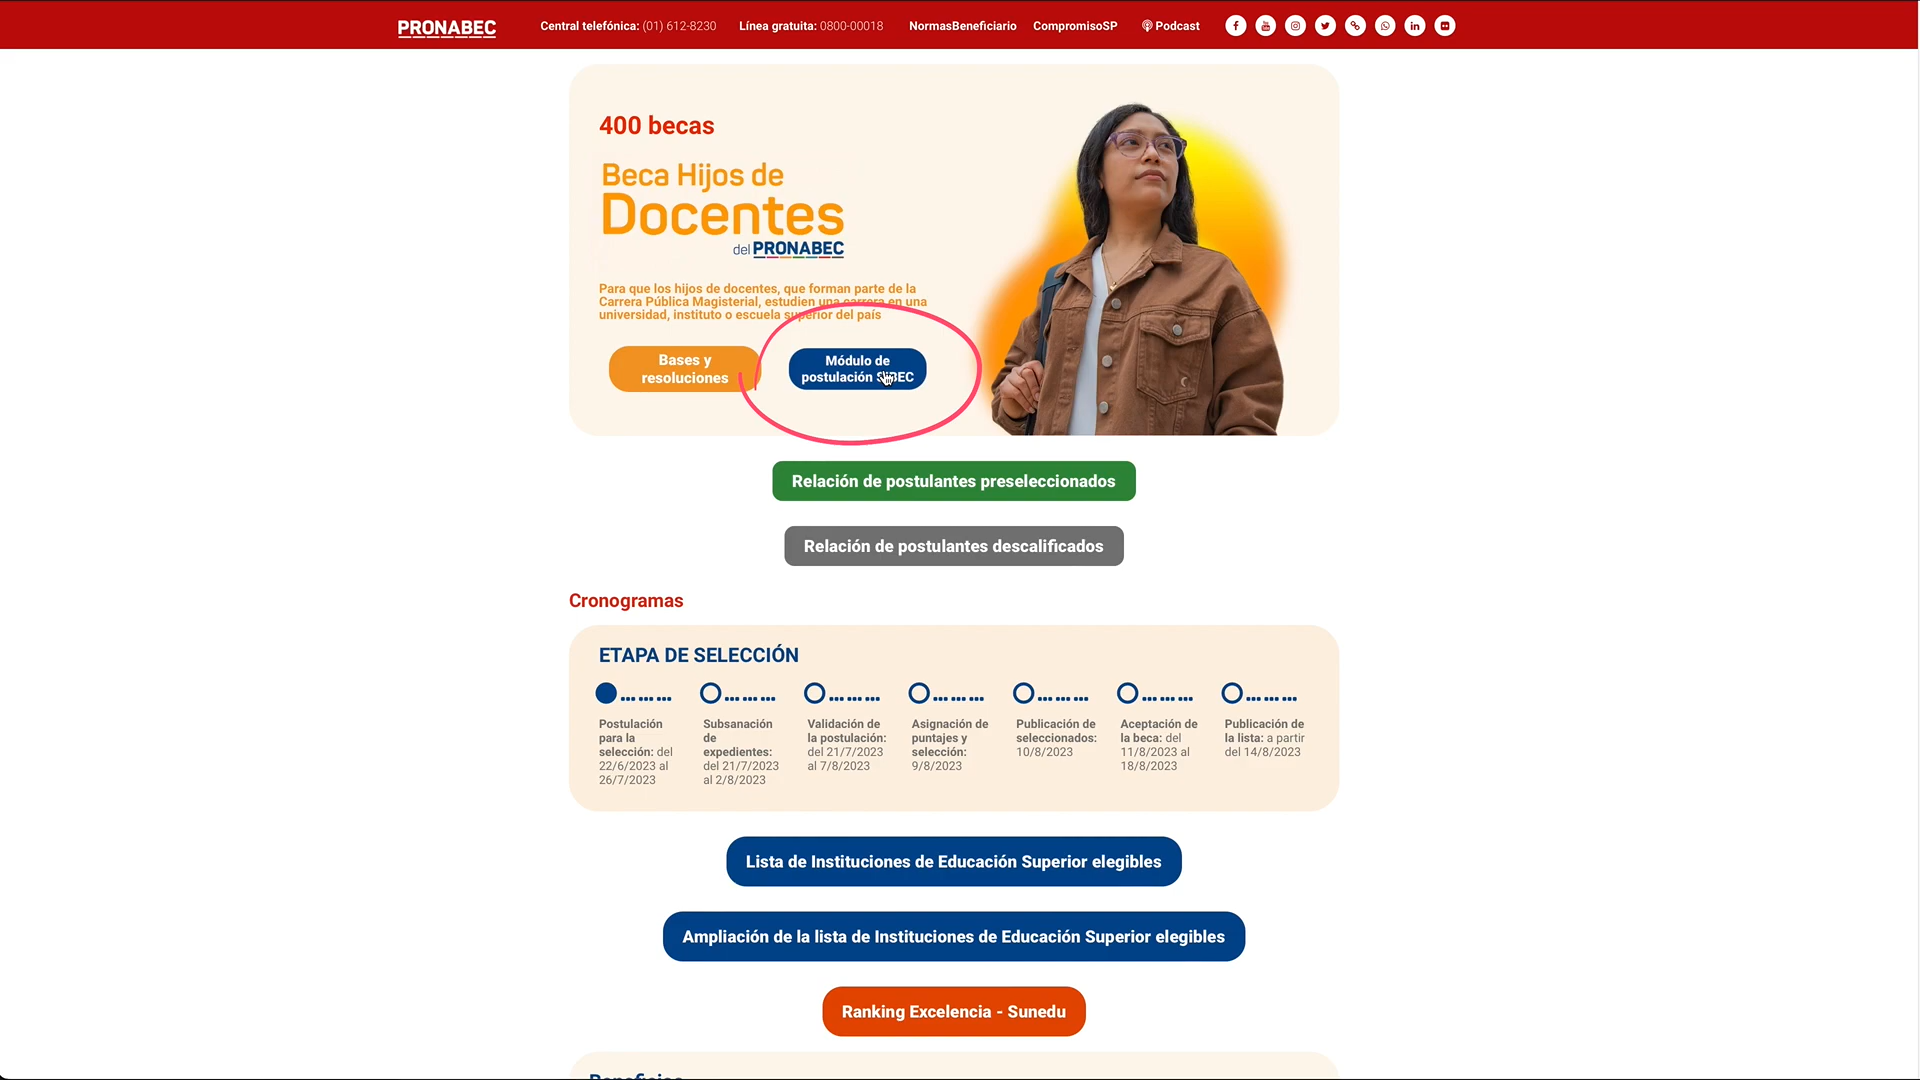 PRONABEC
Central telefónica: (01) 612-8230
Línea gratuita: 0800-00018
NormasBeneficiario
CompromisoSP
Podcast
400 becas
Beca Hijos de
Docentes
del PRONABEC
Para que los hijos de docentes, que forman parte de la
Carrera Pública Magisterial, estudien una carrera en una
universidad, instituto o escuela superior del país
Bases y
resoluciones
Módulo de
postulación
Relación de postulantes preseleccionados
Relación de postulantes descalificados
Cronogramas
ETAPA DE SELECCIÓN
Postulación
para la
selección: del
22/6/2023 al
26/7/2023
Subsanación
de
expedientes:
del 21/7/2023
al 2/8/2023
Validación de
la postulación:
del 21/7/2023
al 7/8/2023
Asignación de
puntajes y
selección:
9/8/2023
Publicación de
seleccionados:
10/8/2023
Aceptación de
la beca: del
11/8/2023 al
18/8/2023
Publicación de
la lista: a partir
del 14/8/2023
Lista de Instituciones de Educación Superior elegibles
Ampliación de la lista de Instituciones de Educación Superior elegibles
Ranking Excelencia - Sunedu